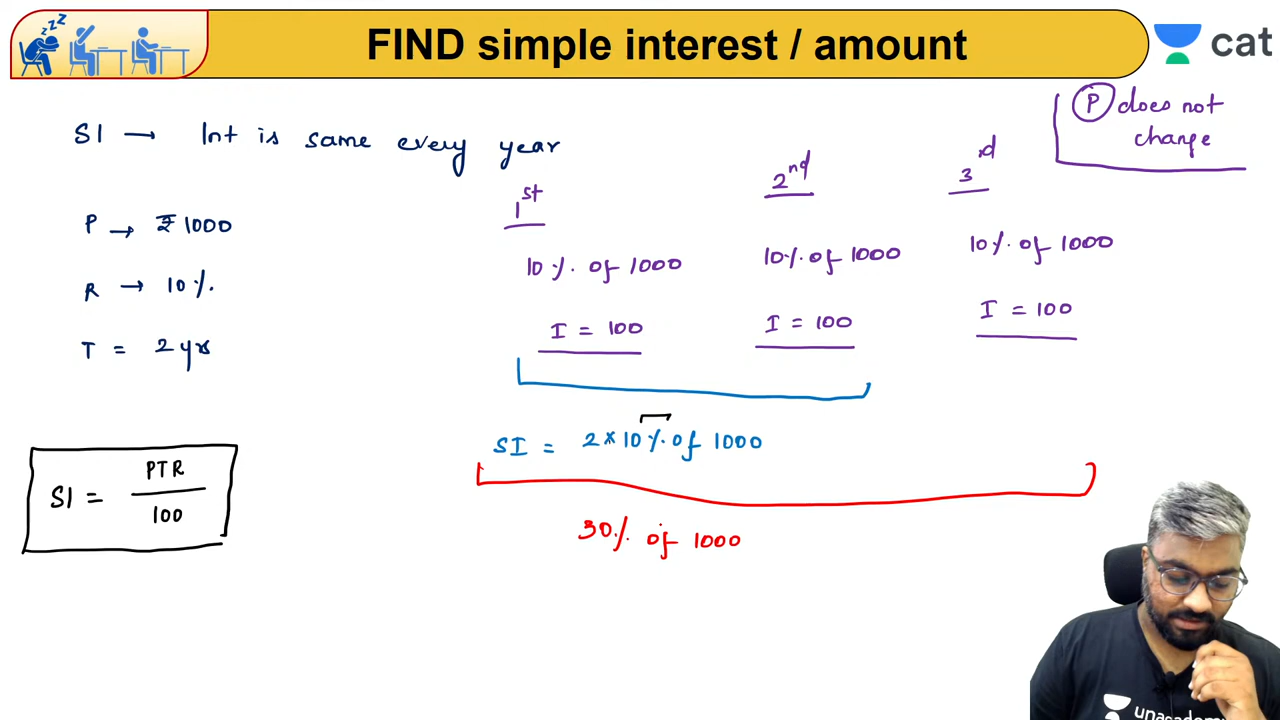 zzz
FIND simple interest / amount
cat
SI → Int is same every year
P does not
change
P → ₹1000
R → 10%
T = 2 yrs
1st
10% of 1000
I = 100
2nd
10% of 1000
I = 100
3rd
10% of 1000
I = 100
SI = 2 × 10% of 1000
30% of 1000
SI = PTR
100
unacademy